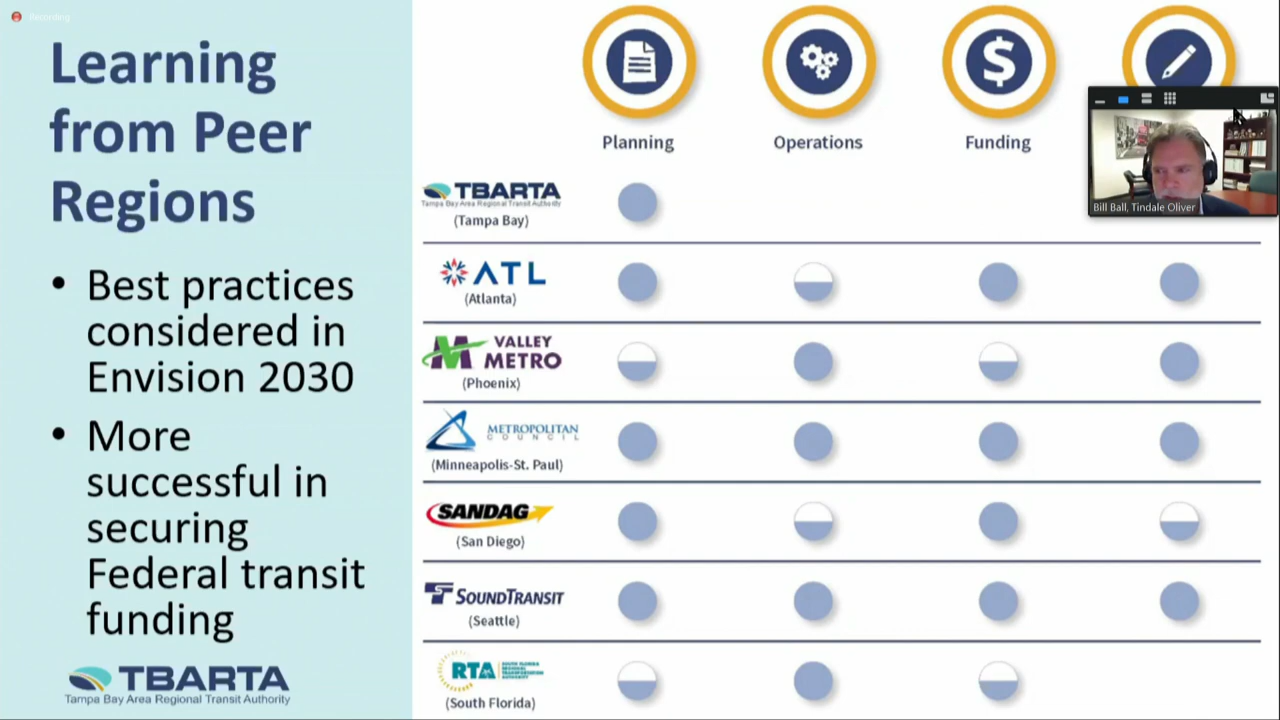 Recording
Learning
from Peer
Regions
• Best practices
considered in
Envision 2030
• More
successful in
securing
Federal transit
funding
TBARTA
Tampa Bay Area Regional Transit Authority
Planning
Operations
Funding
Bill Ball, Tindale Oliver
TBARTA
Tampa Bay Area Regional Transit Authority
(Tampa Bay)
ATL
(Atlanta)
VALLEY
METRO
(Phoenix)
METROPOLITAN
COUNCIL
(Minneapolis-St. Paul)
SANDAG
(San Diego)
SOUNDTRANSIT
(Seattle)
RTA
SOUTH FLORIDA
REGIONAL
TRANSPORTATION
AUTHORITY
(South Florida)